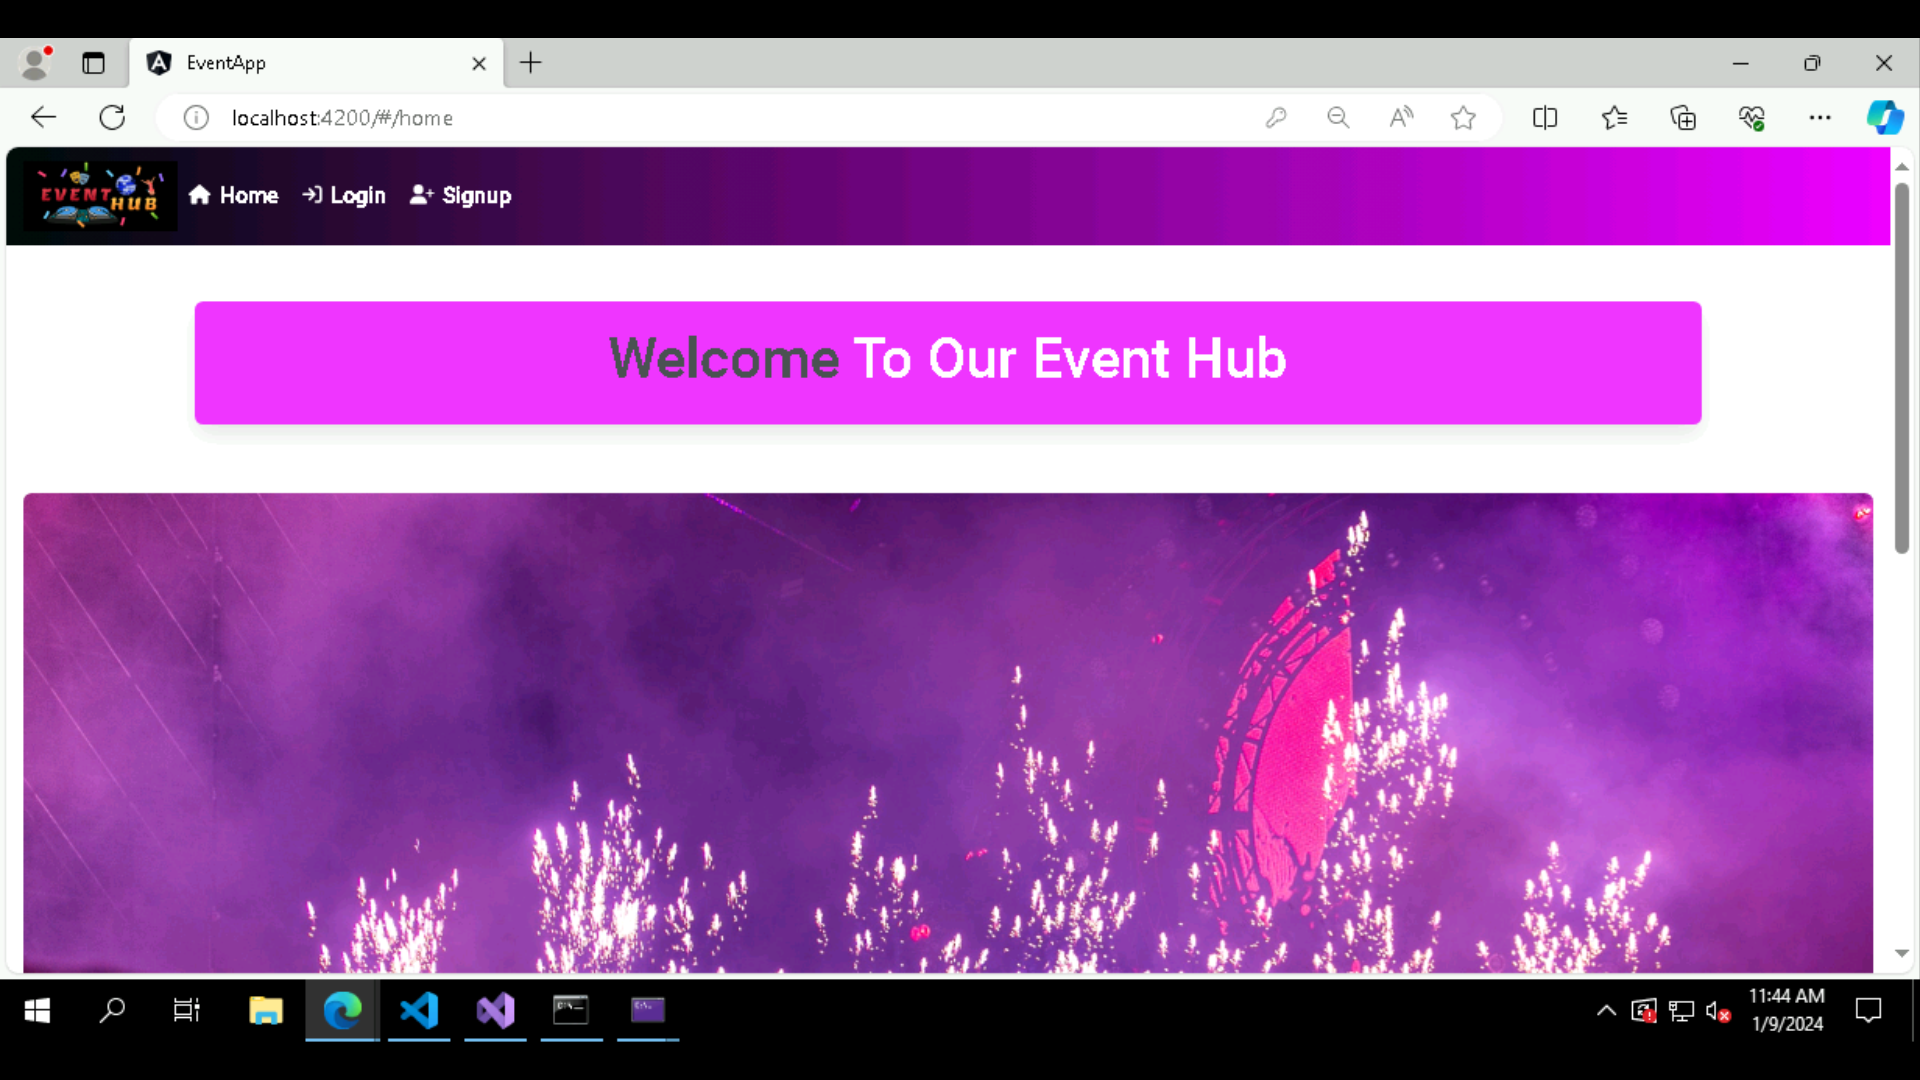 EventApp
localhost:4200/#/home
EVENT HUB Home Login Signup
Welcome To Our Event Hub
11:44 AM
1/9/2024